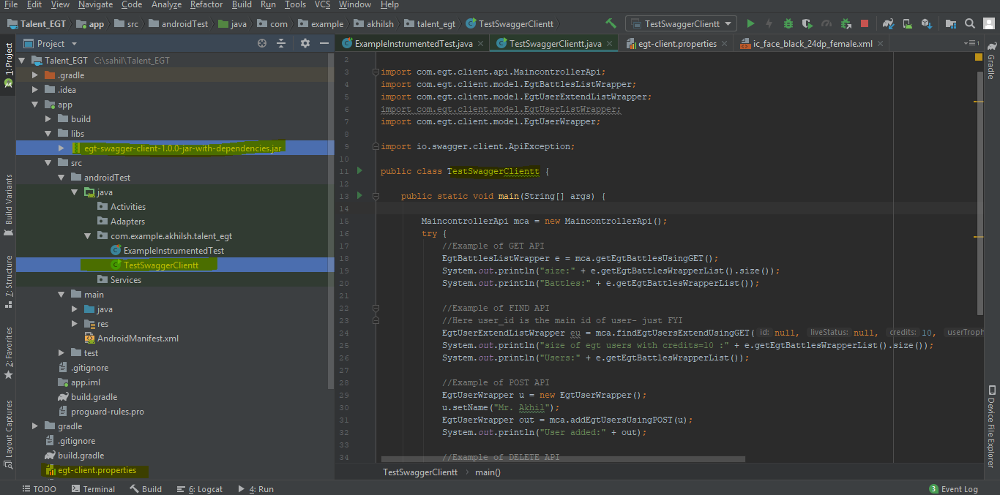 File Edit View Navigate Code Analyze Refactor Build Run Tools VCS Window Help
Talent_EGT app src androidTest java com example akhilsh talent_egt TestSwaggerClientt TestSwaggerClientt
Project
ExampleInstrumentedTest.java TestSwaggerClientt.java egt-client.properties ic_face_black_24dp_female.xml
1: Project
Build Variants
7: Structure
2: Favorites
Layout Captures
Talent_EGT C:\sahil\Talent_EGT
.gradle
.idea
app
build
libs
egt-swagger-client-1.0.0-jar-with-dependencies.jar
src
androidTest
java
Activities
Adapters
com.example.akhilsh.talent_egt
ExampleInstrumentedTest
TestSwaggerClientt
Services
main
java
res
AndroidManifest.xml
test
.gitignore
app.iml
build.gradle
proguard-rules.pro
gradle
.gitignore
build.gradle
egt-client.properties
2
3 import com.egt.client.api.MaincontrollerApi;
4 import com.egt.client.model.EgtBattlesListWrapper;
5 import com.egt.client.model.EgtUserExtendListWrapper;
6 import com.egt.client.model.EgtUserListWrapper;
7 import com.egt.client.model.EgtUserWrapper;
8
9 import io.swagger.client.ApiException;
10
11 public class TestSwaggerClientt {
12
13 public static void main(String[] args) {
14
15 MaincontrollerApi mca = new MaincontrollerApi();
16 try {
17 //Example of GET API
18 EgtBattlesListWrapper e = mca.getEgtBattlesUsingGET();
19 System.out.println("size:" + e.getEgtBattlesWrapperList().size());
20 System.out.println("Battles:" + e.getEgtBattlesWrapperList());
21
22 //Example of FIND API
23 //Here user_id is the main id of user- just FYI
24 EgtUserExtendListWrapper eu = mca.findEgtUsersExtendUsingGET( id: null, liveStatus: null, credits: 10, userTroph
25 System.out.println("size of egt users with credits=10 :" + e.getEgtBattlesWrapperList().size());
26 System.out.println("Users:" + e.getEgtBattlesWrapperList());
27
28 //Example of POST API
29 EgtUserWrapper u = new EgtUserWrapper();
30 u.setName("Mr. Akhil");
31 EgtUserWrapper out = mca.addEgtUsersUsingPOST(u);
32 System.out.println("User added:" + out);
33
34 //Example of DELETE API
TestSwaggerClientt main()
Gradle
Device File Explorer
TODO Terminal Build 6: Logcat 4: Run 3 Event Log